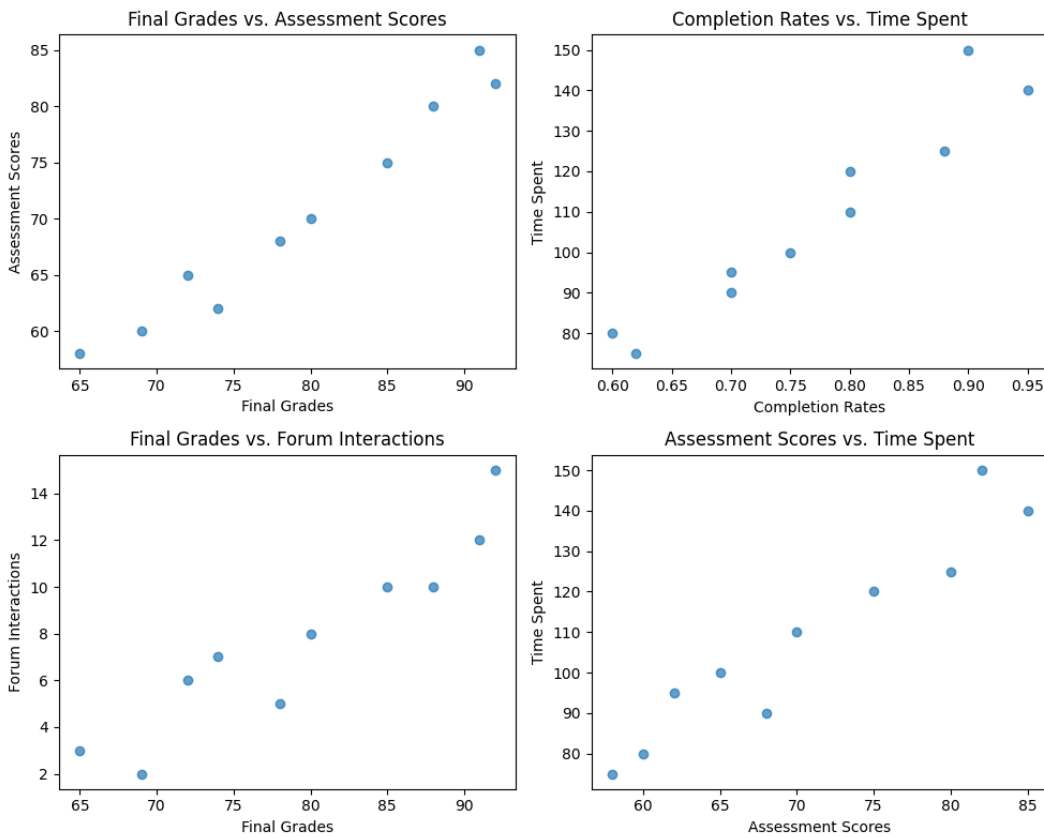 Final Grades vs. Assessment Scores
85
80
75
70
65
60
Assessment Scores
65 70 75 80 85 90
Final Grades
Completion Rates vs. Time Spent
150
140
130
120
110
100
90
80
Time Spent
0.60 0.65 0.70 0.75 0.80 0.85 0.90 0.95
Completion Rates
Final Grades vs. Forum Interactions
14
12
10
8
6
4
2
Forum Interactions
65 70 75 80 85 90
Final Grades
Assessment Scores vs. Time Spent
150
140
130
120
110
100
90
80
Time Spent
60 65 70 75 80 85
Assessment Scores